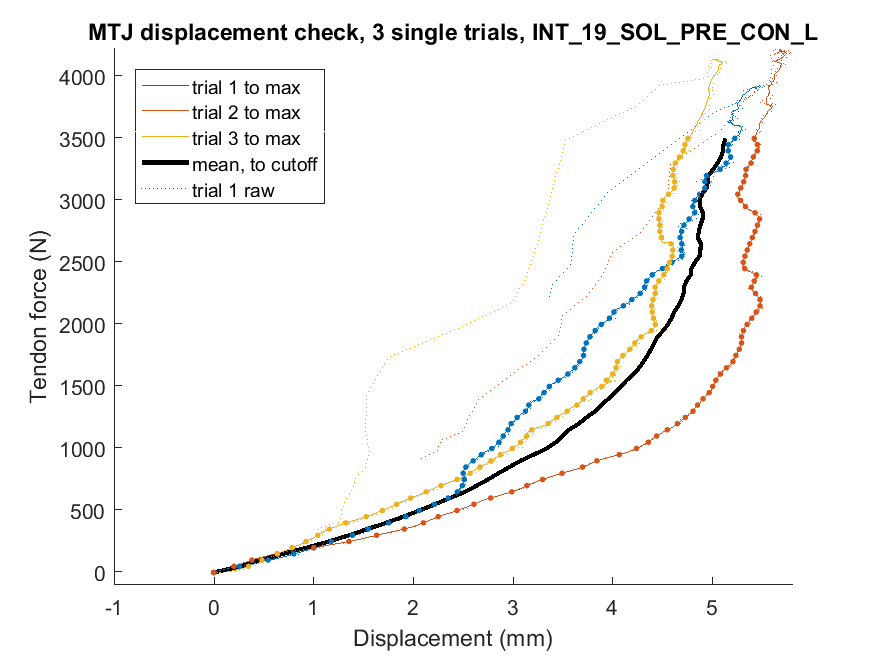 MTJ displacement check, 3 single trials, INT_19_SOL_PRE_CON_L
4000
3500
3000
2500
2000
1500
1000
500
0
Tendon force (N)
trial 1 to max
trial 2 to max
trial 3 to max
mean, to cutoff
trial 1 raw
-1
0
1
2
3
4
5
Displacement (mm)